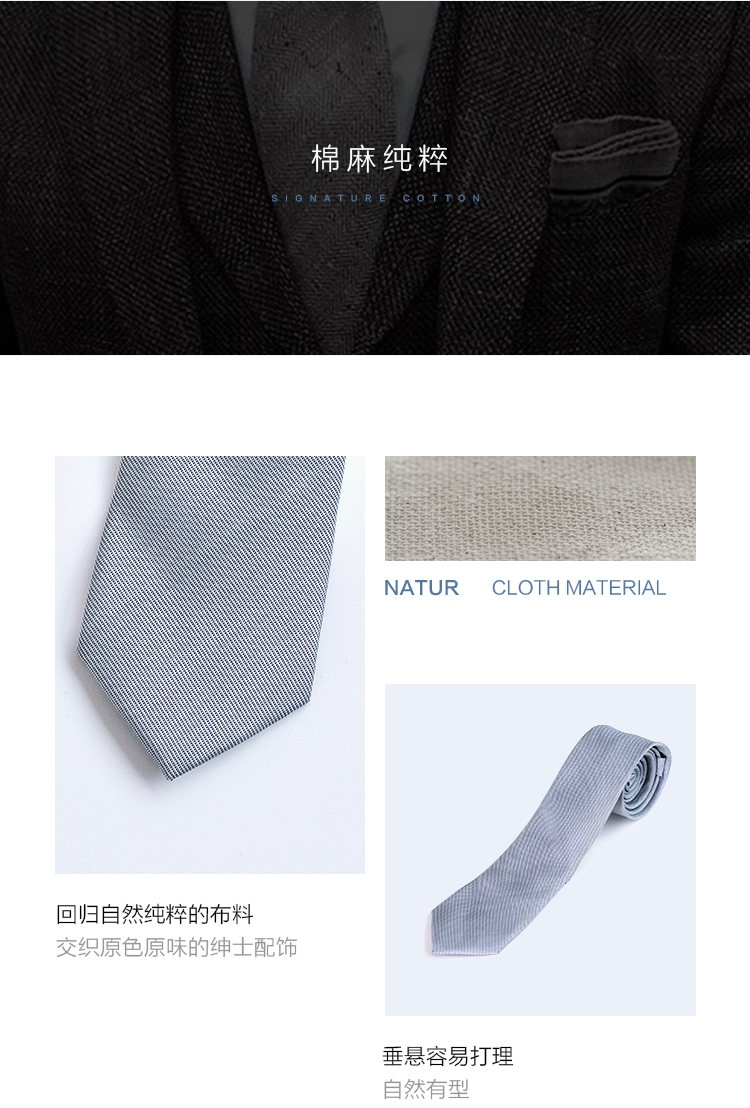 棉麻纯粹
SIGNATURE COTTON
NATUR CLOTH MATERIAL
回归自然纯粹的布料
交织原色原味的绅士配饰
垂悬容易打理
自然有型